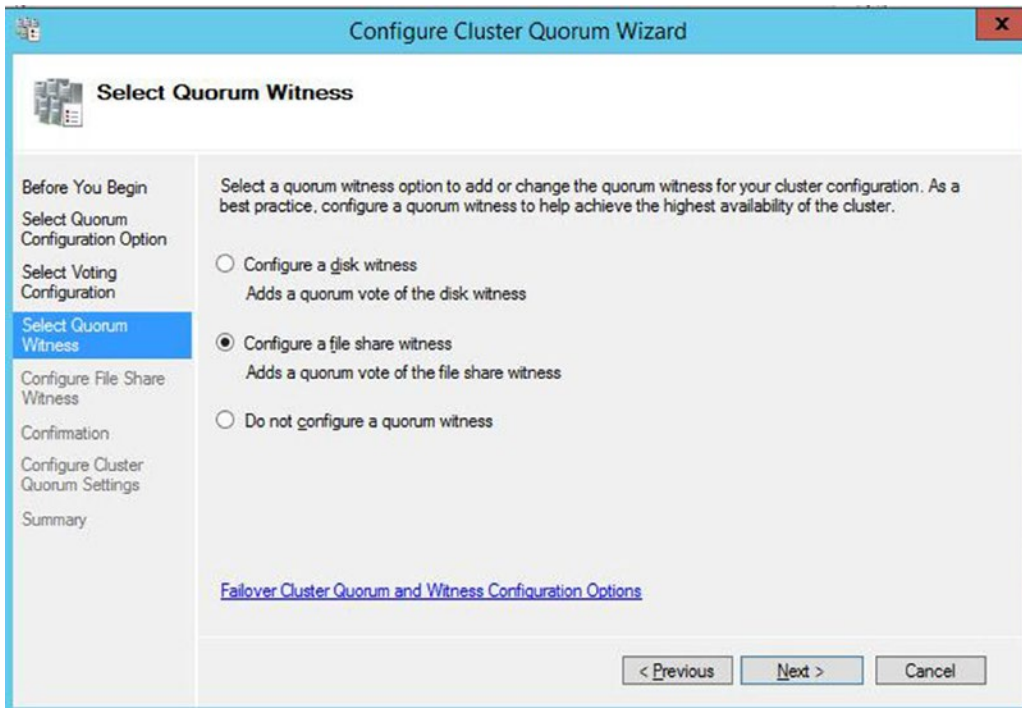 Configure Cluster Quorum Wizard
x
Select Quorum Witness
Before You Begin
Select Quorum
Configuration Option
Select Voting
Configuration
Select Quorum
Witness
Configure File Share
Witness
Confirmation
Configure Cluster
Quorum Settings
Summary
Select a quorum witness option to add or change the quorum witness for your cluster configuration. As a
best practice, configure a quorum witness to help achieve the highest availability of the cluster.
Configure a disk witness
Adds a quorum vote of the disk witness
Configure a file share witness
Adds a quorum vote of the file share witness
Do not configure a quorum witness
Failover Cluster Quorum and Witness Configuration Options
< Previous
Next >
Cancel